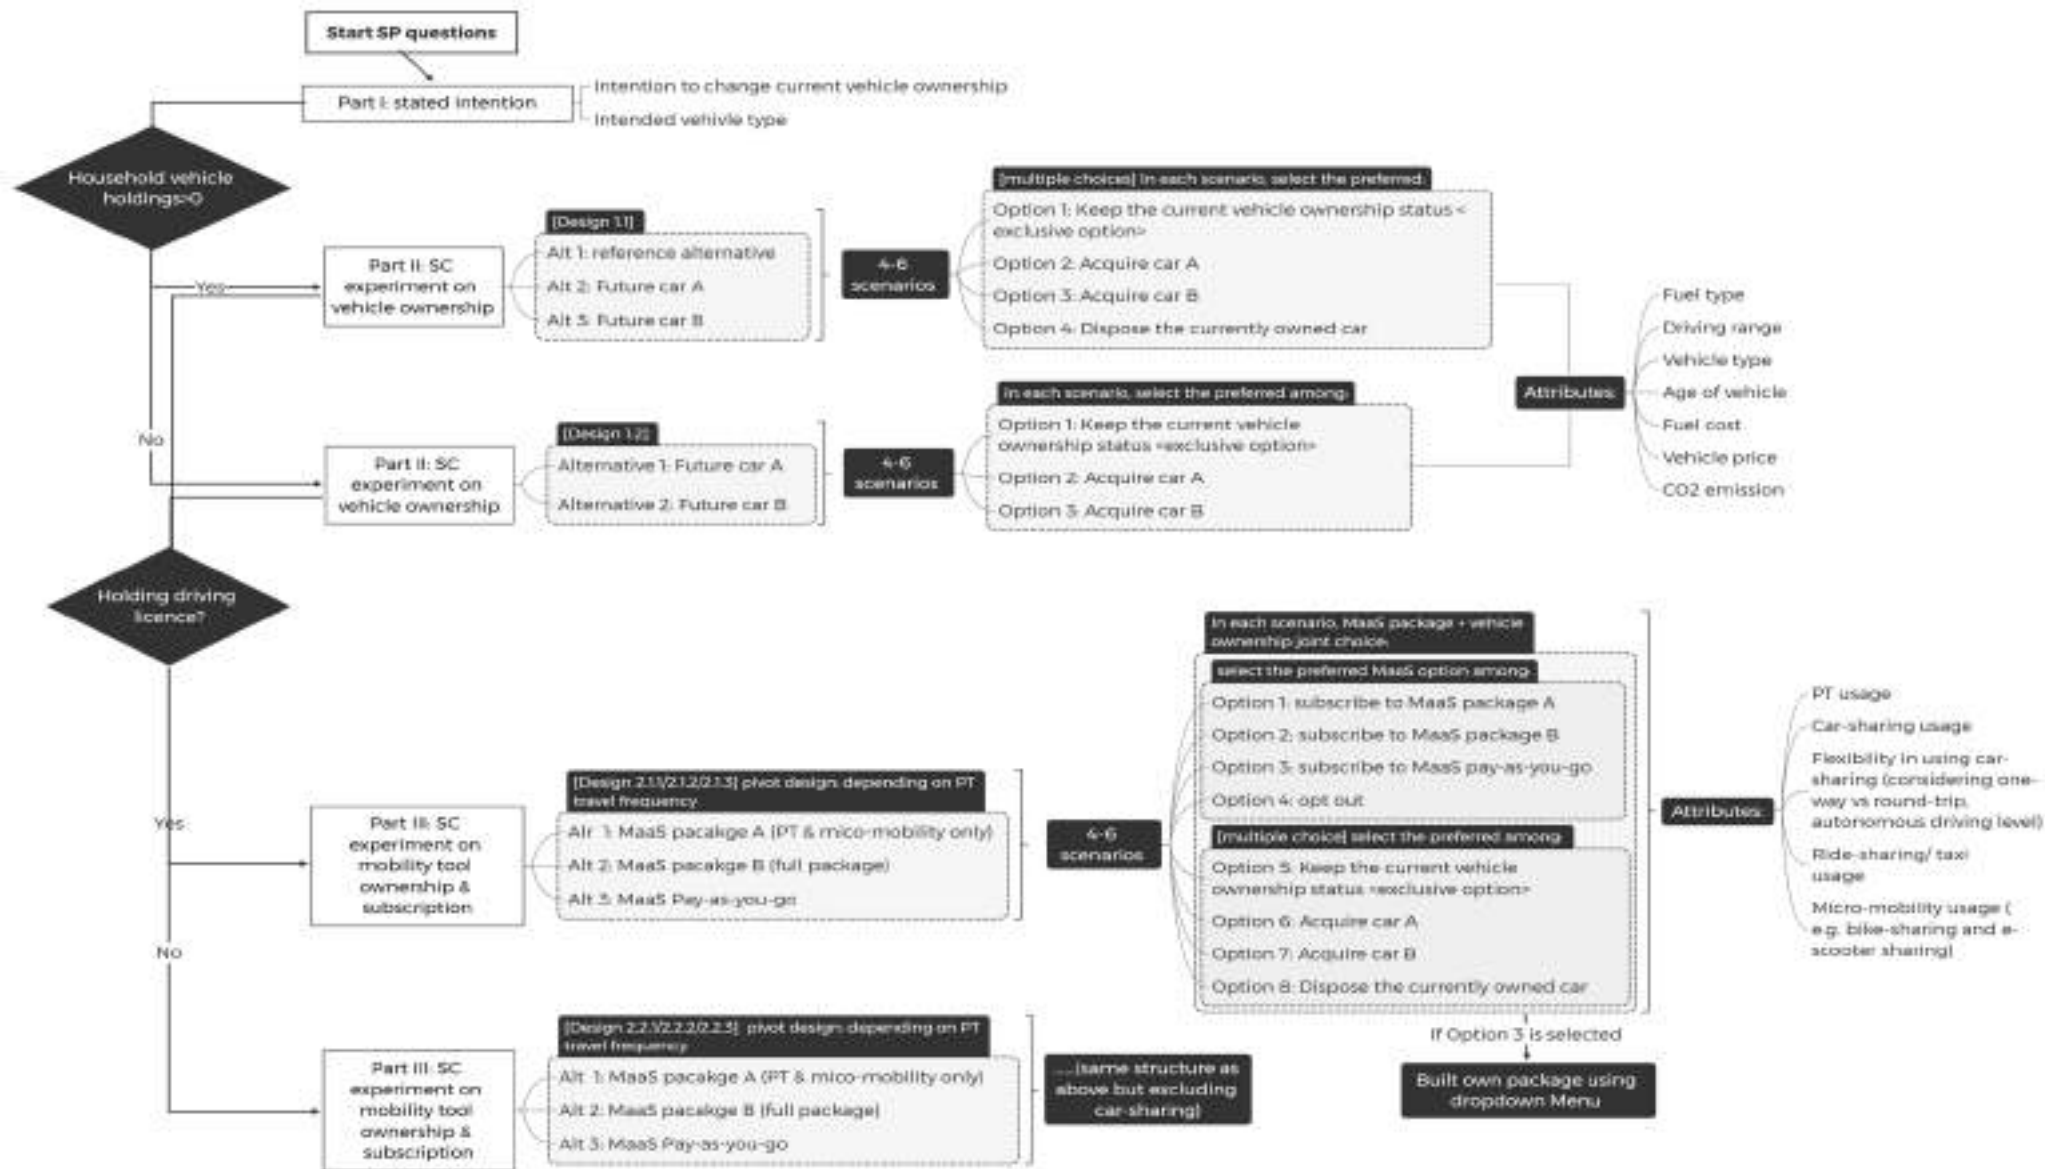 Start SP questions
Part I: stated intention
Intention to change current vehicle ownership
Intended vehivle type
Household vehicle
holdings>0
Yes
No
Part II: SC
experiment on
vehicle ownership
[Design 1.1]
Alt 1: reference alternative
Alt 2: Future car A
Alt 3: Future car B
4-6
scenarios
[multiple choices] In each scenario, select the preferred:
Option 1: Keep the current vehicle ownership status <
exclusive option>
Option 2: Acquire car A
Option 3: Acquire car B
Option 4: Dispose the currently owned car
Part II: SC
experiment on
vehicle ownership
[Design 1.2]
Alternative 1: Future car A
Alternative 2: Future car B
4-6
scenarios
In each scenario, select the preferred among:
Option 1: Keep the current vehicle
ownership status <exclusive option>
Option 2: Acquire car A
Option 3: Acquire car B
Attributes:
Fuel type
Driving range
Vehicle type
Age of vehicle
Fuel cost
Vehicle price
CO2 emission
Holding driving
licence?
Yes
No
Part III: SC
experiment on
mobility tool
ownership &
subscription
[Design 2.1.1/2.1.2/2.1.3] pivot design: depending on PT
travel frequency
Alr 1: MaaS pacakge A (PT & mico-mobility only)
Alt 2: MaaS pacakge B (full package)
Alt 3: MaaS Pay-as-you-go
4-6
scenarios
In each scenario, MaaS package + vehicle
ownership joint choice:
select the preferred MaaS option among:
Option 1: subscribe to MaaS package A
Option 2: subscribe to MaaS package B
Option 3: subscribe to MaaS pay-as-you-go
Option 4: opt out
[multiple choice] select the preferred among:
Option 5: Keep the current vehicle
ownership status <exclusive option>
Option 6: Acquire car A
Option 7: Acquire car B
Option 8: Dispose the currently owned car
If Option 3 is selected
Built own package using
dropdown Menu
Attributes:
PT usage
Car-sharing usage
Flexibility in using car-
sharing (considering one-
way vs round-trip,
autonomous driving level)
Ride-sharing/ taxi
usage
Micro-mobility usage (
e.g. bike-sharing and e-
scooter sharing)
Part III: SC
experiment on
mobility tool
ownership &
subscription
[Design 2.2.1/2.2.2/2.2.3] pivot design: depending on PT
travel frequency
Alt 1: MaaS pacakge A (PT & mico-mobility only)
Alt 2: MaaS pacakge B (full package)
Alt 3: MaaS Pay-as-you-go
....(same structure as
above but excluding
car-sharing)